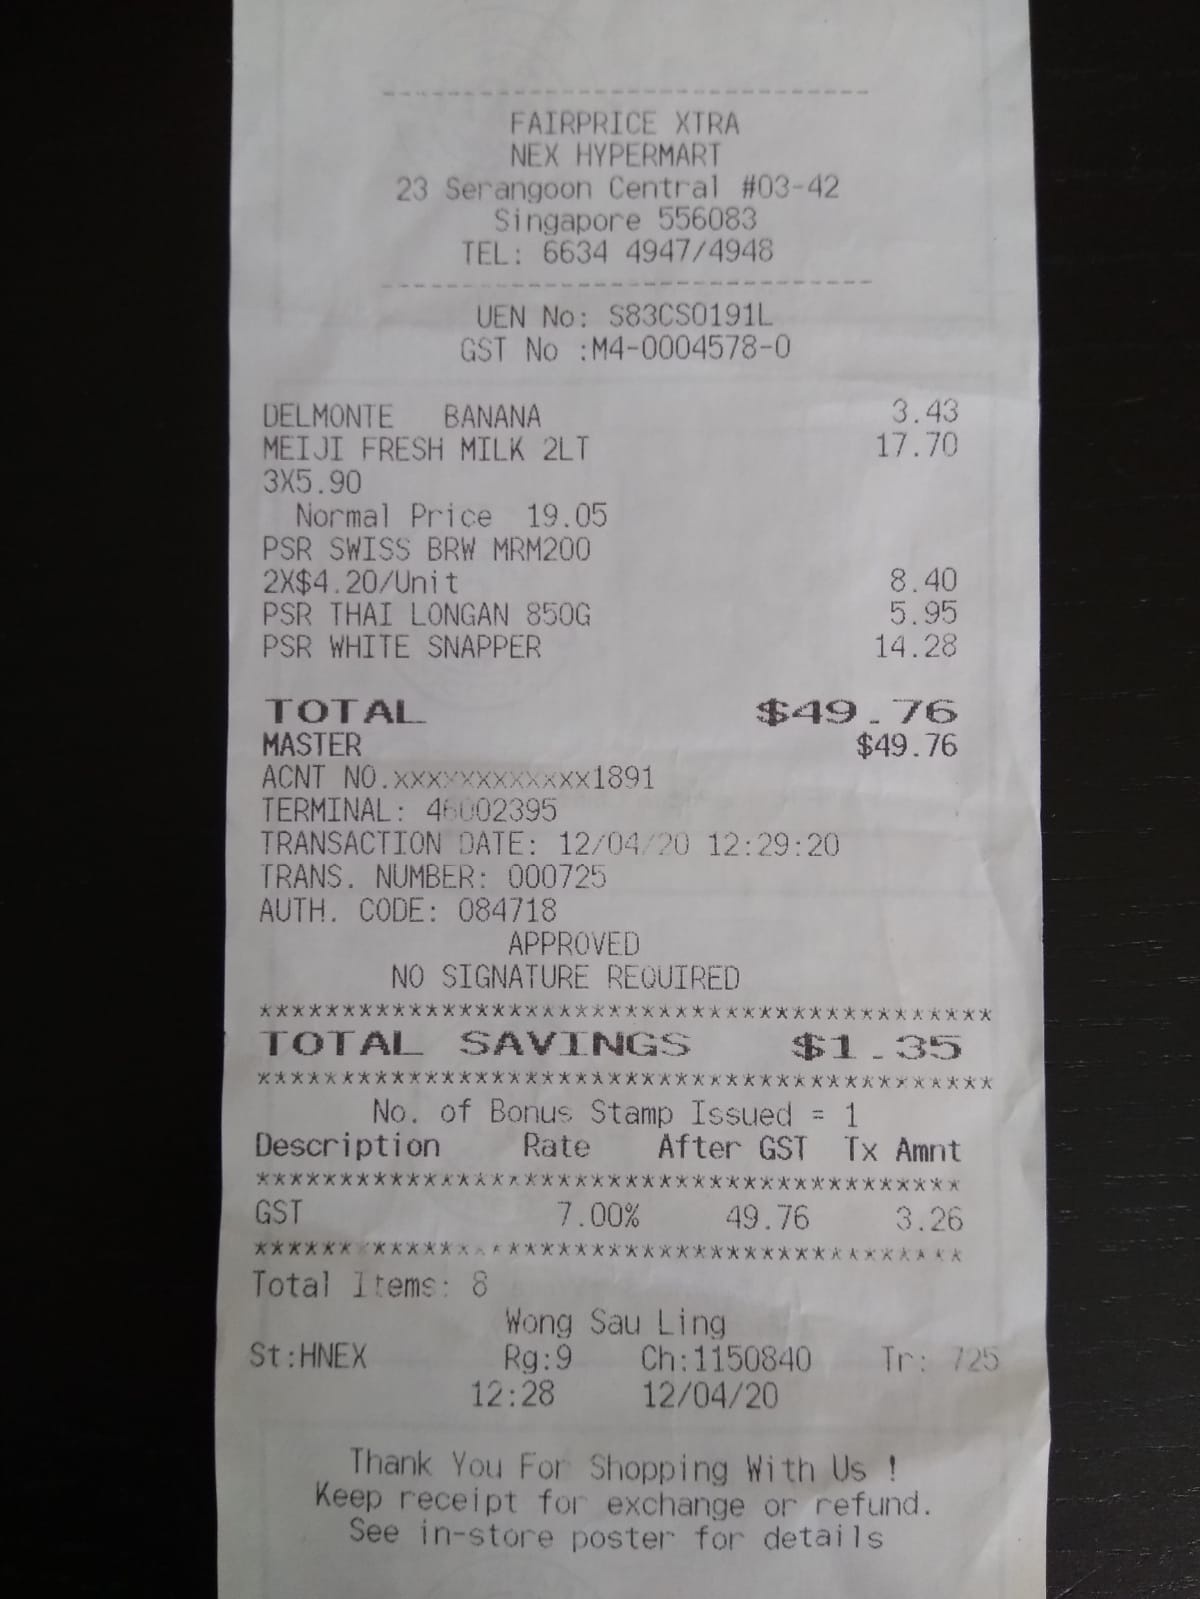 FAIRPRICE XTRA
NEX HYPERMART
23 Serangoon Central #03-42
Singapore 556083
TEL: 6634 4947/4948
UEN No: S83CS0191L
GST No :M4-0004578-0
DELMONTE BANANA 3.43
MEIJI FRESH MILK 2LT 17.70
3X5.90
Normal Price 19.05
PSR SWISS BRW MRM200
2X$4.20/Unit 8.40
PSR THAI LONGAN 850G 5.95
PSR WHITE SNAPPER 14.28
TOTAL $49.76
MASTER $49.76
ACNT NO.xxxxxxxxxxxx1891
TERMINAL: 46002395
TRANSACTION DATE: 12/04/20 12:29:20
TRANS. NUMBER: 000725
AUTH. CODE: 084718
APPROVED
NO SIGNATURE REQUIRED
********************************************
TOTAL SAVINGS $1.35
********************************************
No. of Bonus Stamp Issued = 1
Description Rate After GST Tx Amnt
*******************************************
GST 7.00% 49.76 3.26
*******************************************
Total Items: 8
Wong Sau Ling
St:HNEX Rg:9 Ch:1150840 Tr: 725
12:28 12/04/20
Thank You For Shopping With Us !
Keep receipt for exchange or refund.
See in-store poster for details